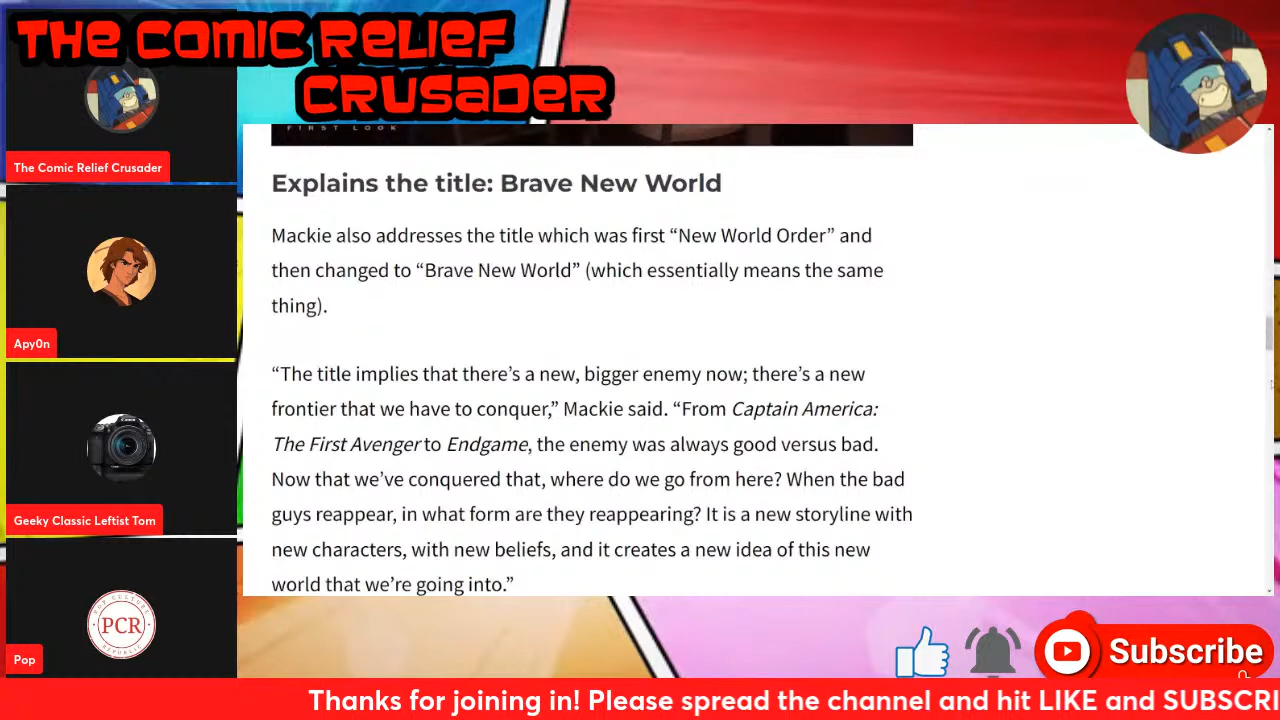 THE COMIC RELIEF
CRUSADER
The Comic Relief Crusader
Apy0n
Geeky Classic Leftist Tom
POP CULTURE
PCR
REPUBLIC
Pop
FIRST LOOK
Explains the title: Brave New World
Mackie also addresses the title which was first “New World Order” and
then changed to “Brave New World” (which essentially means the same
thing).
“The title implies that there’s a new, bigger enemy now; there’s a new
frontier that we have to conquer,” Mackie said. “From Captain America:
The First Avenger to Endgame, the enemy was always good versus bad.
Now that we’ve conquered that, where do we go from here? When the bad
guys reappear, in what form are they reappearing? It is a new storyline with
new characters, with new beliefs, and it creates a new idea of this new
world that we’re going into.”
Subscribe
Thanks for joining in! Please spread the channel and hit LIKE and SUBSCRI